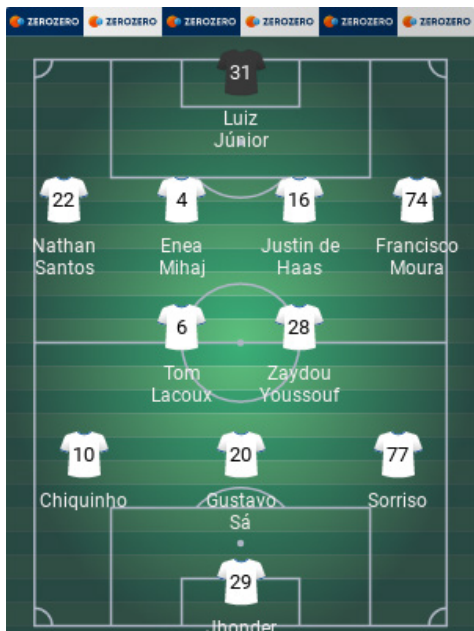 ZEROZERO ZEROZERO ZEROZERO ZEROZERO ZEROZERO ZEROZERO
31
Luiz
Júnior
22 4 16 74
Nathan Enea Justin de Francisco
Santos Mihaj Haas Moura
6 28
Tom Zaydou
Lacoux Youssouf
10 20 77
Chiquinho Gustavo Sorriso
Sá
29
Jhonder